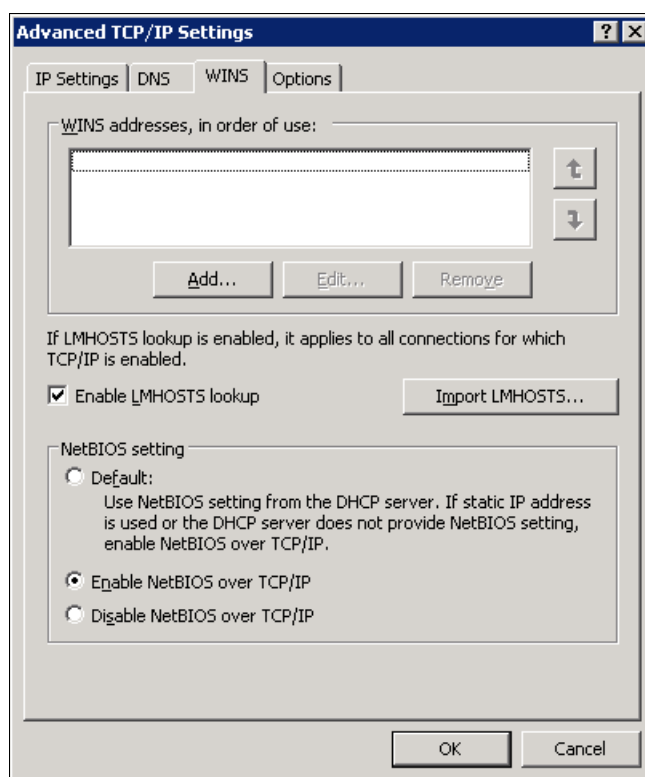 Advanced TCP/IP Settings
IP Settings DNS WINS Options
WINS addresses, in order of use:
Add... Edit... Remove
If LMHOSTS lookup is enabled, it applies to all connections for which
TCP/IP is enabled.
Enable LMHOSTS lookup Import LMHOSTS...
NetBIOS setting
Default:
Use NetBIOS setting from the DHCP server. If static IP address
is used or the DHCP server does not provide NetBIOS setting,
enable NetBIOS over TCP/IP.
Enable NetBIOS over TCP/IP
Disable NetBIOS over TCP/IP
OK Cancel